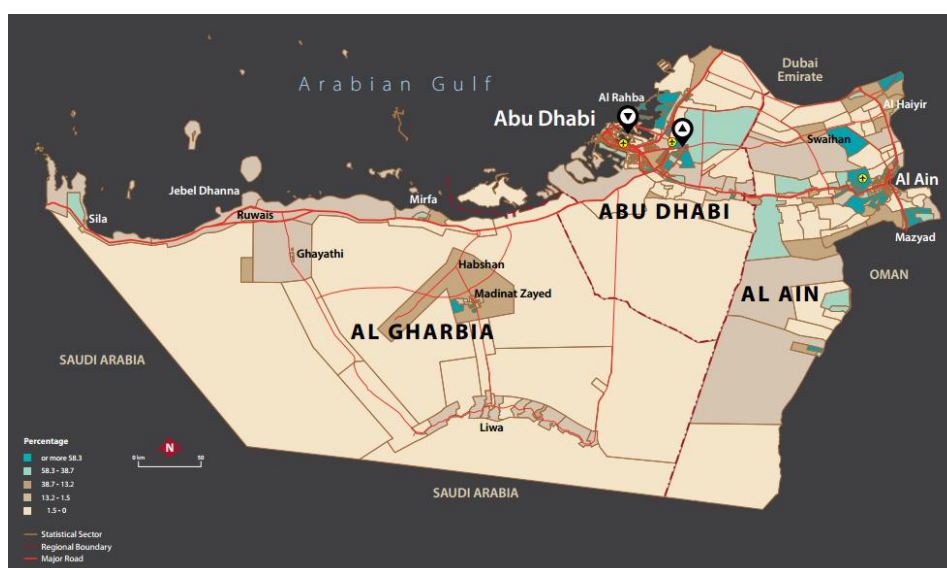 Dubai
Emirate
Arabian Gulf
Al Rahba
Abu Dhabi
Al Haiyir
Swaihan
Al Ain
Jebel Dhanna
Mirfa
Sila
Ruwais
ABU DHABI
Mazyad
Ghayathi
Habshan
OMAN
Madinat Zayed
AL AIN
AL GHARBIA
SAUDI ARABIA
Liwa
SAUDI ARABIA
Percentage
or more 58.3
58.3 - 38.7
38.7 - 13.2
13.2 - 1.5
1.5 - 0
N
0 km 50
Statistical Sector
Regional Boundary
Major Road